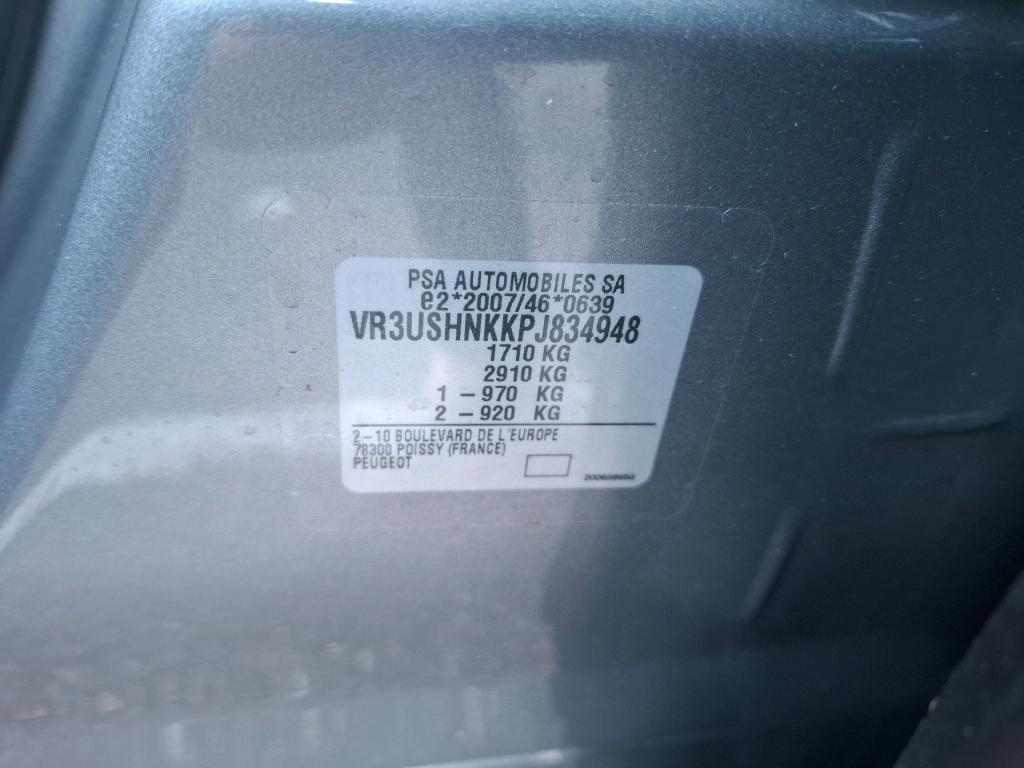 PSA AUTOMOBILES SA
e2*2007/46*0639
VR3USHNKKPJ834948
1710 KG
2910 KG
1 – 970 KG
2 – 920 KG
2–10 BOULEVARD DE L'EUROPE
78300 POISSY (FRANCE)
PEUGEOT